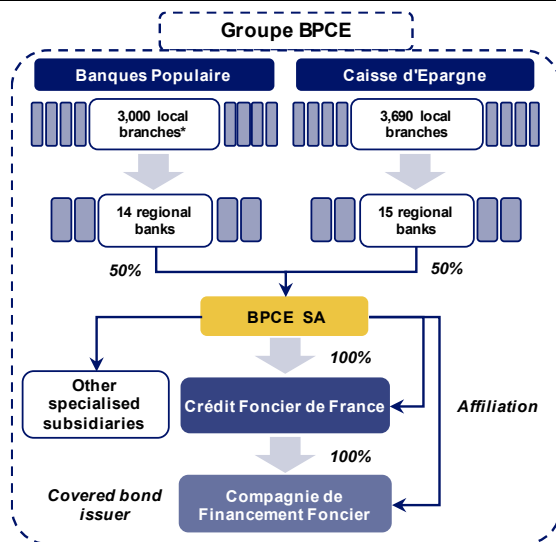 Groupe BPCE
Banques Populaire
Caisse d'Epargne
3,000 local
branches*
3,690 local
branches
14 regional
banks
15 regional
banks
50%
50%
BPCE SA
100%
Other
specialised
subsidiaries
Crédit Foncier de France
Affiliation
100%
Covered bond
issuer
Compagnie de
Financement Foncier